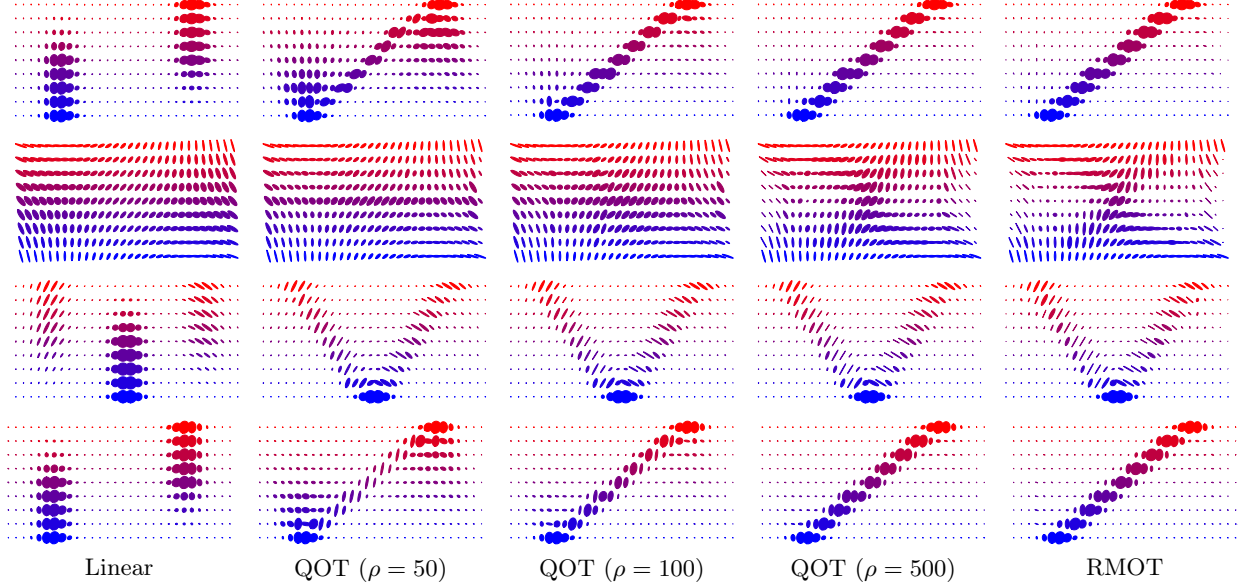 Linear QOT (ρ = 50) QOT (ρ = 100) QOT (ρ = 500) RMOT